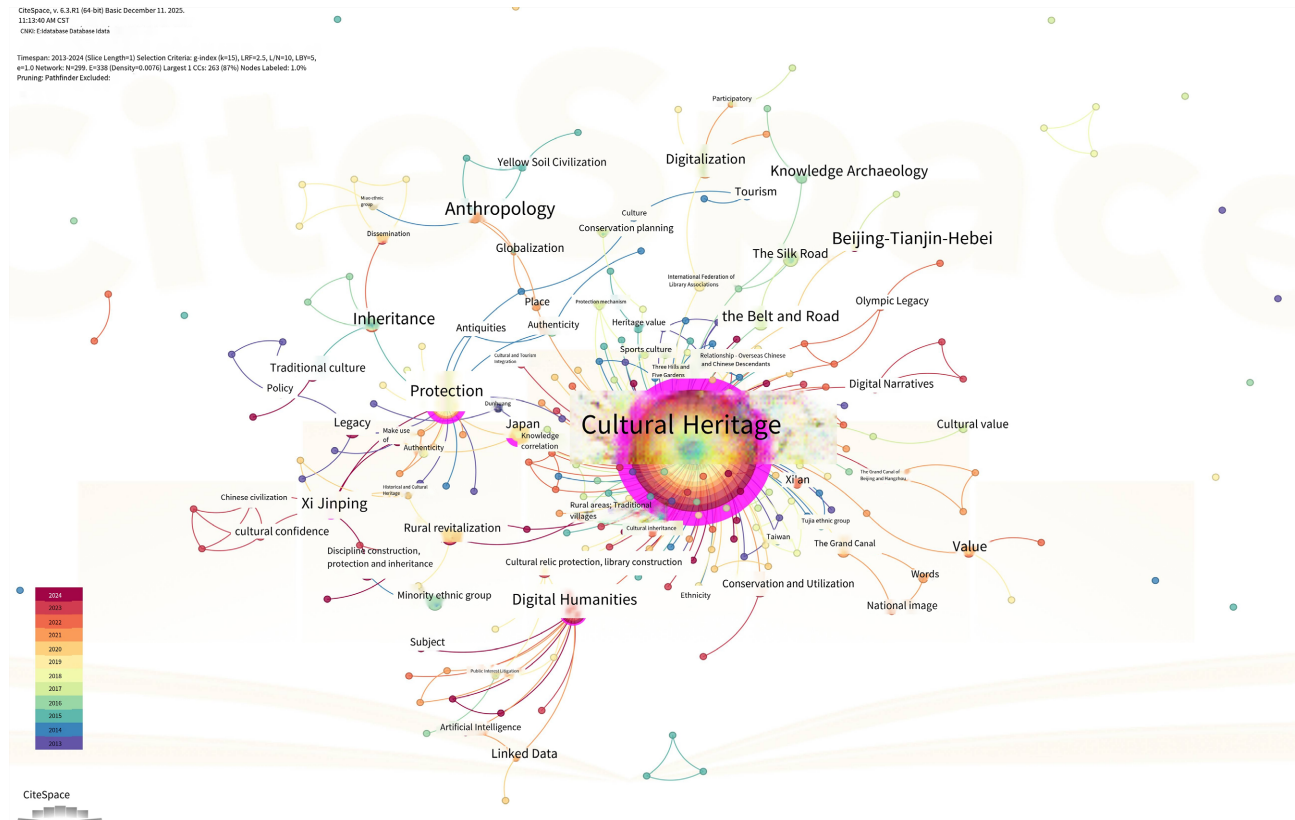 CiteSpace, v. 6.3.R1 (64-bit) Basic December 11, 2025.
11:13:40 AM CST
CNKI: E:Idatabase Database Idata
Timespan: 2013-2024 (Slice Length=1) Selection Criteria: g-index (k=15), LRF=2.5, L/N=10, LBY=5,
e=1.0 Network: N=299. E=338 (Density=0.0076) Largest 1 CCs: 263 (87%) Nodes Labeled: 1.0%
Pruning: Pathfinder Excluded:
CiteSpace
Participatory
Digitalization
Yellow Soil Civilization
Knowledge Archaeology
Tourism
Miao ethnic
group
Anthropology
Culture
Conservation planning
Dissemination
Beijing-Tianjin-Hebei
Globalization
The Silk Road
International Federation of
Library Associations
Place
Protection mechanism
Olympic Legacy
Inheritance
Antiquities
Authenticity
Heritage value
the Belt and Road
Sports culture
Cultural and Tourism
Integration
Relationship - Overseas Chinese
and Chinese Descendants
Traditional culture
Three Hills and
Five Gardens
Policy
Protection
Digital Narratives
Dunhuang
Legacy
Make use
of
Japan
Cultural Heritage
Cultural value
Knowledge
correlation
Authenticity
The Grand Canal of
Beijing and Hangzhou
Xi'an
Historical and Cultural
Heritage
Chinese civilization
Xi Jinping
Rural areas; Traditional
villages
Tujia ethnic group
cultural confidence
Rural revitalization
Cultural inheritance
Taiwan
The Grand Canal
Value
Discipline construction,
protection and inheritance
Cultural relic protection, library construction
Words
Conservation and Utilization
Minority ethnic group
Ethnicity
Digital Humanities
National image
Subject
Public Interest Litigation
Artificial Intelligence
Linked Data
2024
2023
2022
2021
2020
2019
2018
2017
2016
2015
2014
2013
CiteSpace